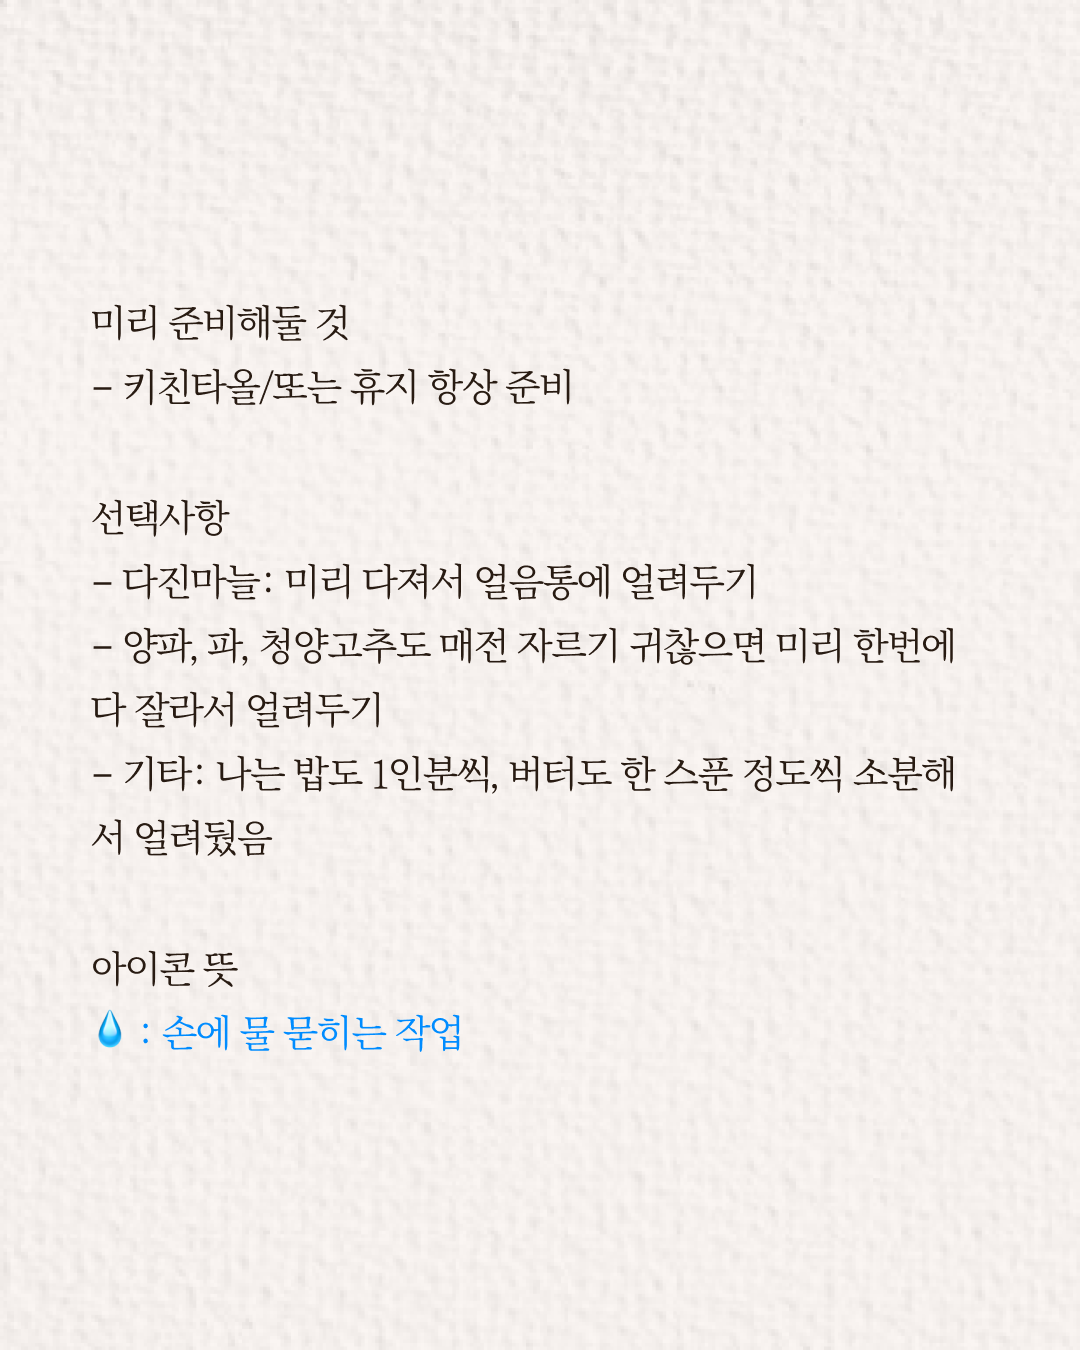 미리 준비해둘 것
– 키친타올/또는 휴지 항상 준비
선택사항
– 다진마늘: 미리 다져서 얼음통에 얼려두기
– 양파, 파, 청양고추도 매전 자르기 귀찮으면 미리 한번에
다 잘라서 얼려두기
– 기타: 나는 밥도 1인분씩, 버터도 한 스푼 정도씩 소분해
서 얼려뒀음
아이콘 뜻
💧 : 손에 물 묻히는 작업